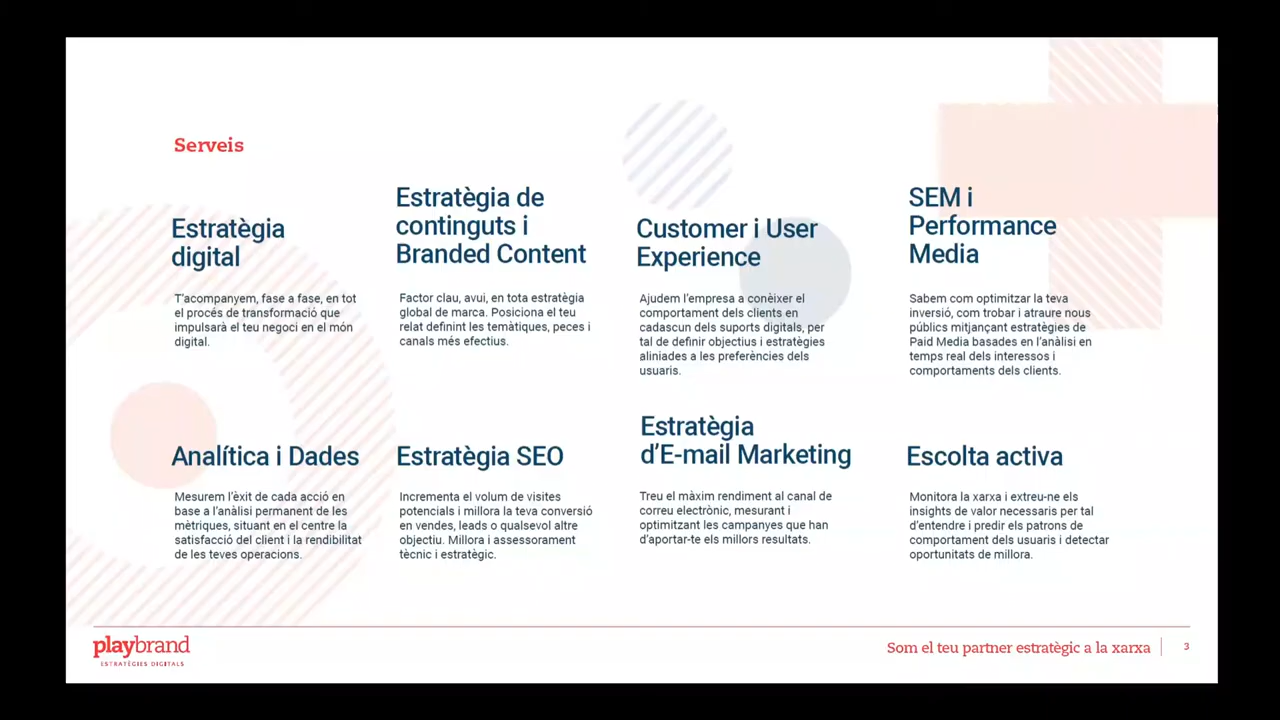 Serveis
Estratègia
digital
T'acompanyem, fase a fase, en tot
el procés de transformació que
impulsarà el teu negoci en el món
digital.
Estratègia de
continguts i
Branded Content
Factor clau, avui, en tota estratègia
global de marca. Posiciona el teu
relat definint les temàtiques, peces i
canals més efectius.
Customer i User
Experience
Ajudem l'empresa a conèixer el
comportament dels clients en
cadascun dels suports digitals, per
tal de definir objectius i estratègies
aliniades a les preferències dels
usuaris.
SEM i
Performance
Media
Sabem com optimitzar la teva
inversió, com trobar i atraure nous
públics mitjançant estratègies de
Paid Media basades en l'anàlisi en
temps real dels interessos i
comportaments dels clients.
Analítica i Dades
Mesurem l'èxit de cada acció en
base a l'anàlisi permanent de les
mètriques, situant en el centre la
satisfacció del client i la rendibilitat
de les teves operacions.
Estratègia SEO
Incrementa el volum de visites
potencials i millora la teva conversió
en vendes, leads o qualsevol altre
objectiu. Millora i assessorament
tècnic i estratègic.
Estratègia
d'E-mail Marketing
Treu el màxim rendiment al canal de
correu electrònic, mesurant i
optimitzant les campanyes que han
d'aportar-te els millors resultats.
Escolta activa
Monitora la xarxa i extreu-ne els
insights de valor necessaris per tal
d'entendre i predir els patrons de
comportament dels usuaris i detectar
oportunitats de millora.
playbrand
ESTRATÈGIES DIGITALS
Som el teu partner estratègic a la xarxa
3